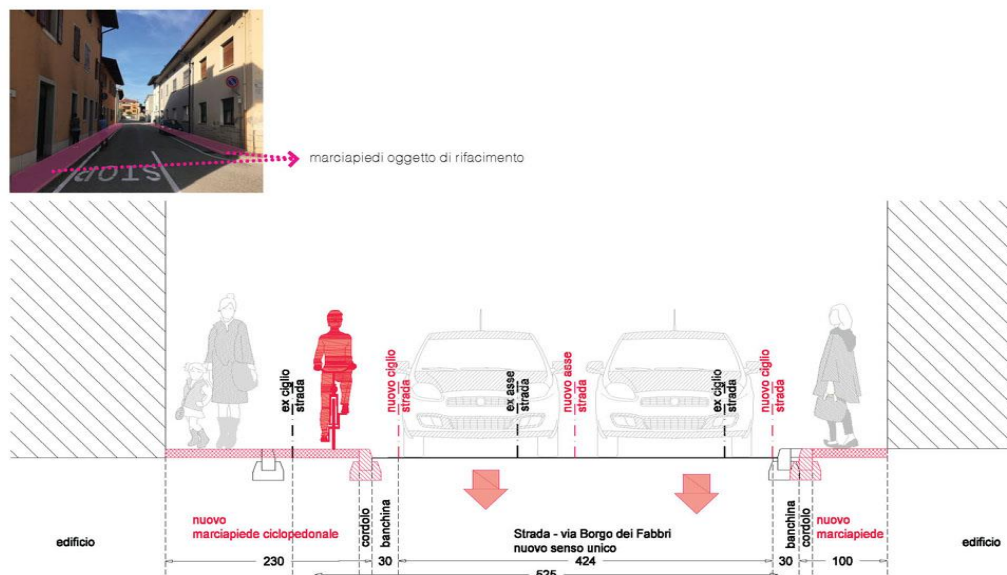 STOP
marciapiedi oggetto di rifacimento
ex ciglio
strada
nuovo ciglio
strada
ex asse
strada
nuovo asse
strada
ex ciglio
strada
nuovo ciglio
strada
edificio
nuovo
marciapiede ciclopedonale
cordolo
banchina
Strada - via Borgo dei Fabbri
nuovo senso unico
banchina
cordolo
nuovo
marciapiede
edificio
230
30
424
30
100
525